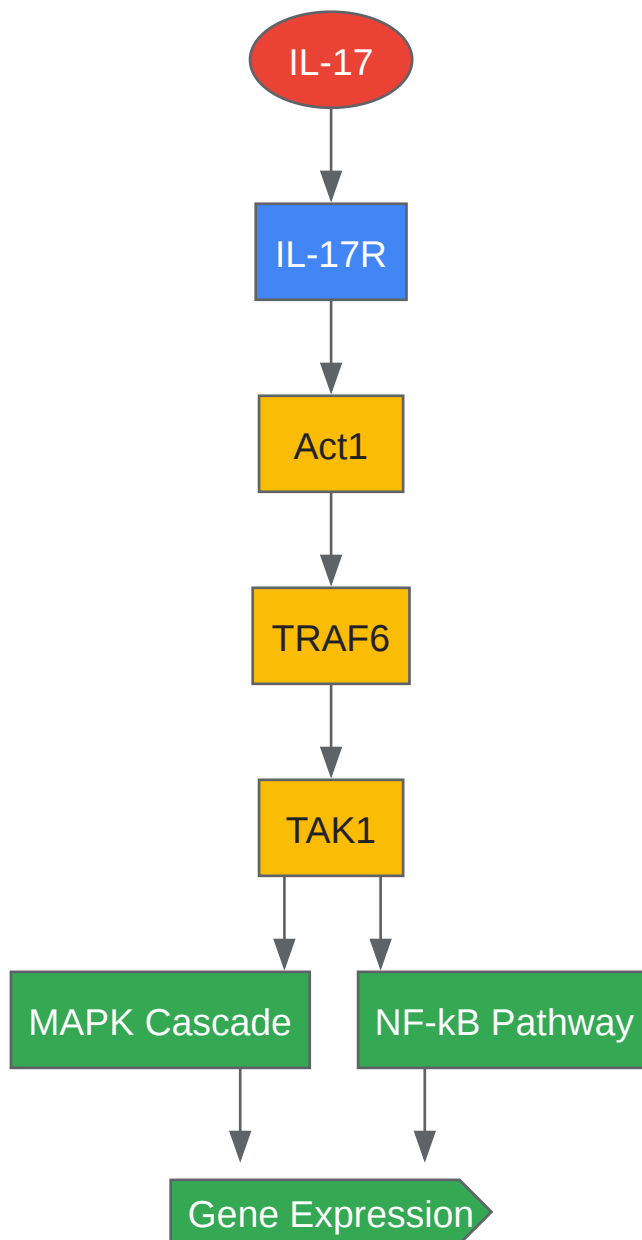 IL-17
IL-17R
Act1
TRAF6
TAK1
MAPK Cascade
NF-kB Pathway
Gene Expression